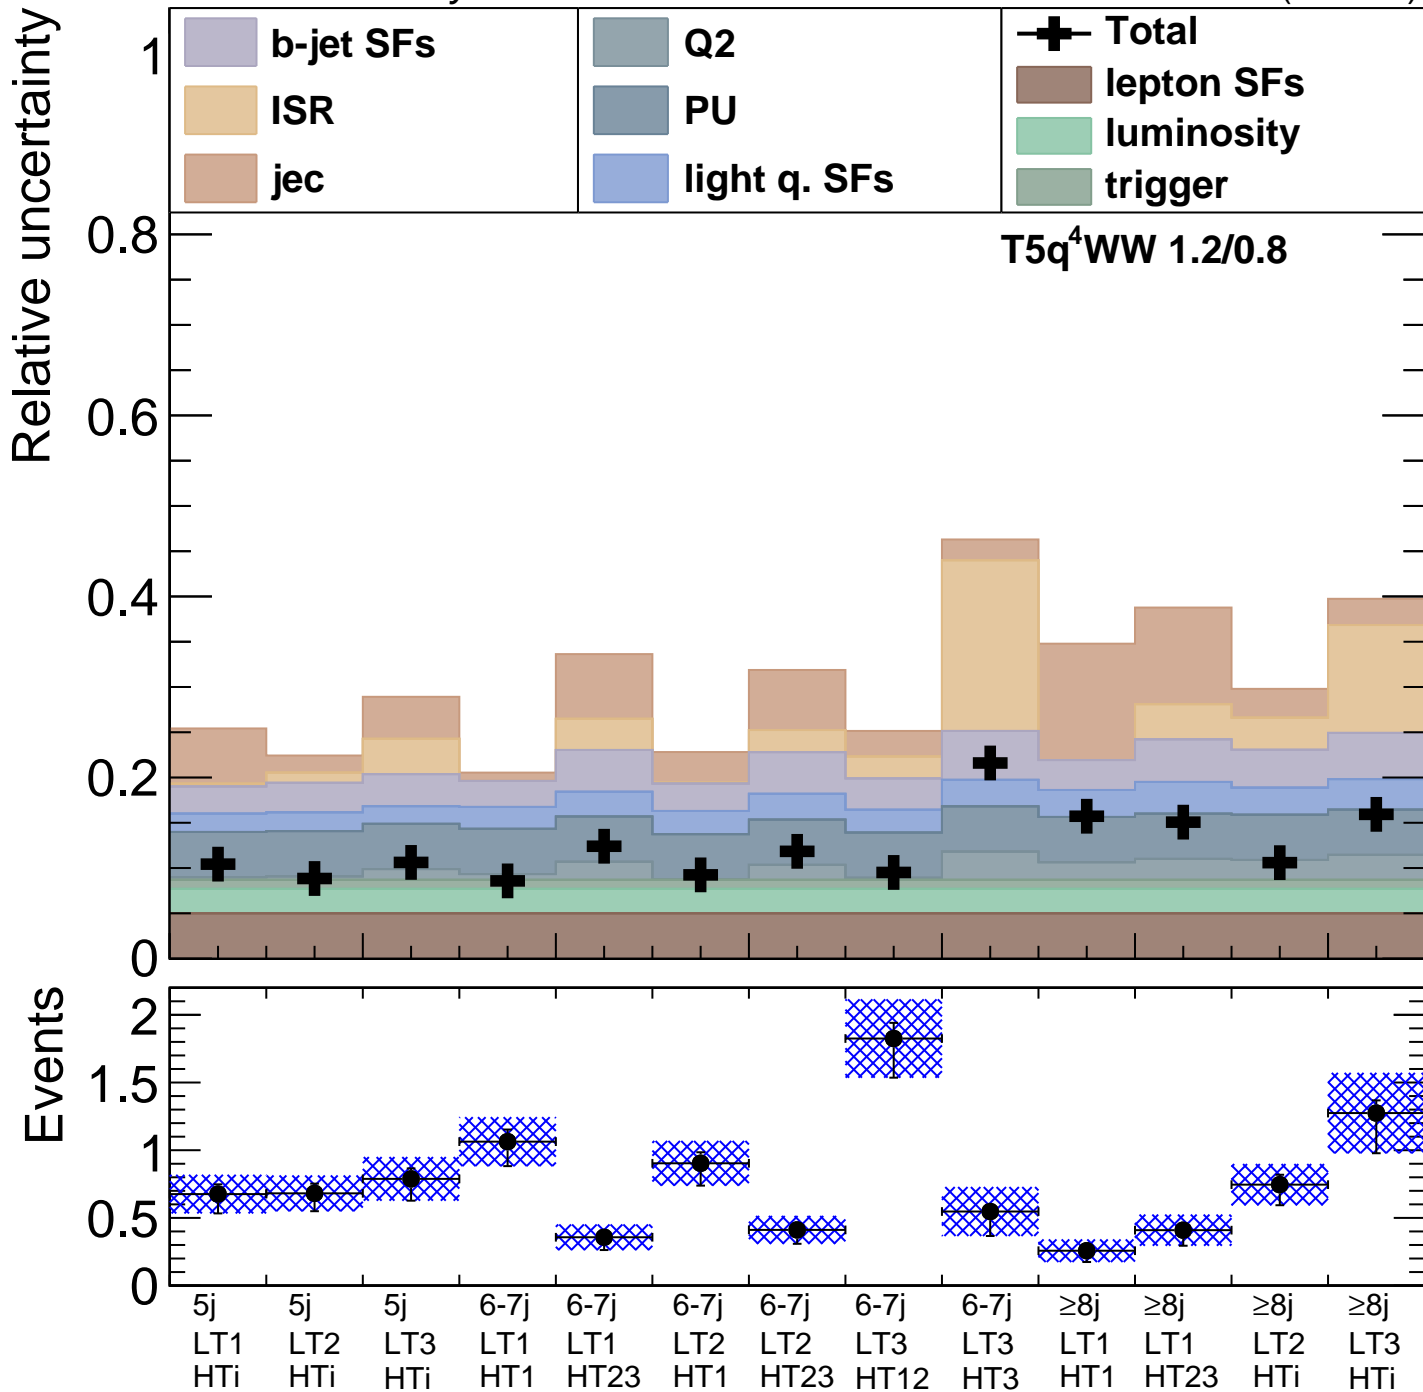 Relative uncertainty
1
0.8
0.6
0.4
0.2
0
b-jet SFs
ISR
jec
Q2
PU
light q. SFs
Total
lepton SFs
luminosity
trigger
T5q⁴WW 1.2/0.8
Events
2
1.5
1
0.5
0
5j LT1 HTi
5j LT2 HTi
5j LT3 HTi
6-7j LT1 HT1
6-7j LT1 HT23
6-7j LT2 HT1
6-7j LT2 HT23
6-7j LT3 HT12
6-7j LT3 HT3
≥8j LT1 HT1
≥8j LT1 HT23
≥8j LT2 HTi
≥8j LT3 HTi